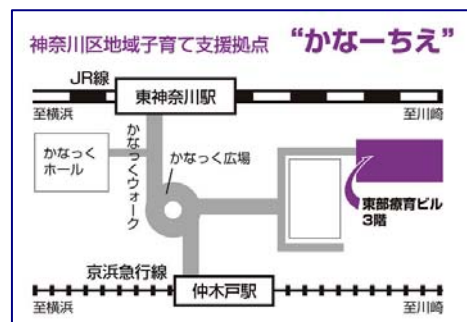 神奈川区地域子育て支援拠点 “かなーちえ”
JR線
東神奈川駅
至横浜
至川崎
かなっく
ホール
かなっくウォーク
かなっく広場
東部療育ビル
3階
京浜急行線
仲木戸駅
至横浜
至川崎